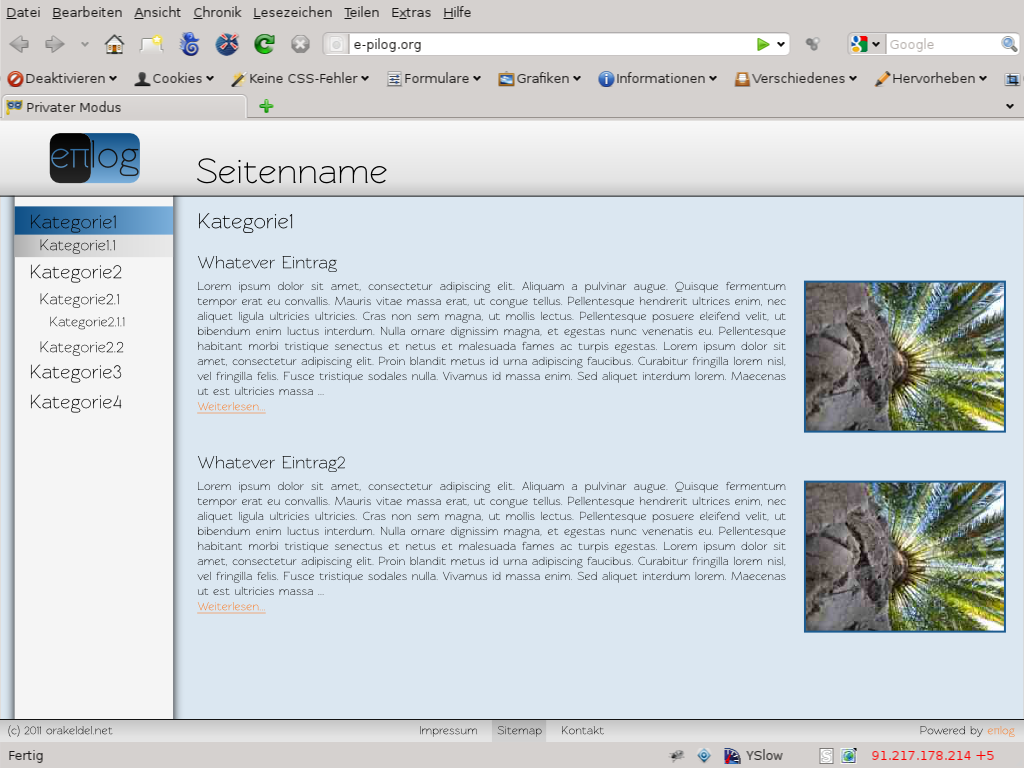 Datei Bearbeiten Ansicht Chronik Lesezeichen Teilen Extras Hilfe
e-pilog.org Google
Deaktivieren Cookies Keine CSS-Fehler Formulare Grafiken Informationen Verschiedenes Hervorheben
Privater Modus
eπlog
Seitenname
Kategorie1
Kategorie1.1
Kategorie2
Kategorie2.1
Kategorie2.1.1
Kategorie2.2
Kategorie3
Kategorie4
Kategorie1
Whatever Eintrag
Lorem ipsum dolor sit amet, consectetur adipiscing elit. Aliquam a pulvinar augue. Quisque fermentum
tempor erat eu convallis. Mauris vitae massa erat, ut congue tellus. Pellentesque hendrerit ultrices enim, nec
aliquet ligula ultricies ultricies. Cras non sem magna, ut mollis lectus. Pellentesque posuere eleifend velit, ut
bibendum enim luctus interdum. Nulla ornare dignissim magna, et egestas nunc venenatis eu. Pellentesque
habitant morbi tristique senectus et netus et malesuada fames ac turpis egestas. Lorem ipsum dolor sit
amet, consectetur adipiscing elit. Proin blandit metus id urna adipiscing faucibus. Curabitur fringilla lorem nisl,
vel fringilla felis. Fusce tristique sodales nulla. Vivamus id massa enim. Sed aliquet interdum lorem. Maecenas
ut est ultricies massa ...
Weiterlesen...
Whatever Eintrag2
Lorem ipsum dolor sit amet, consectetur adipiscing elit. Aliquam a pulvinar augue. Quisque fermentum
tempor erat eu convallis. Mauris vitae massa erat, ut congue tellus. Pellentesque hendrerit ultrices enim, nec
aliquet ligula ultricies ultricies. Cras non sem magna, ut mollis lectus. Pellentesque posuere eleifend velit, ut
bibendum enim luctus interdum. Nulla ornare dignissim magna, et egestas nunc venenatis eu. Pellentesque
habitant morbi tristique senectus et netus et malesuada fames ac turpis egestas. Lorem ipsum dolor sit
amet, consectetur adipiscing elit. Proin blandit metus id urna adipiscing faucibus. Curabitur fringilla lorem nisl,
vel fringilla felis. Fusce tristique sodales nulla. Vivamus id massa enim. Sed aliquet interdum lorem. Maecenas
ut est ultricies massa ...
Weiterlesen...
(c) 2011 orakeldel.net Impressum Sitemap Kontakt Powered by eπlog
Fertig YSlow S 91.217.178.214 +5